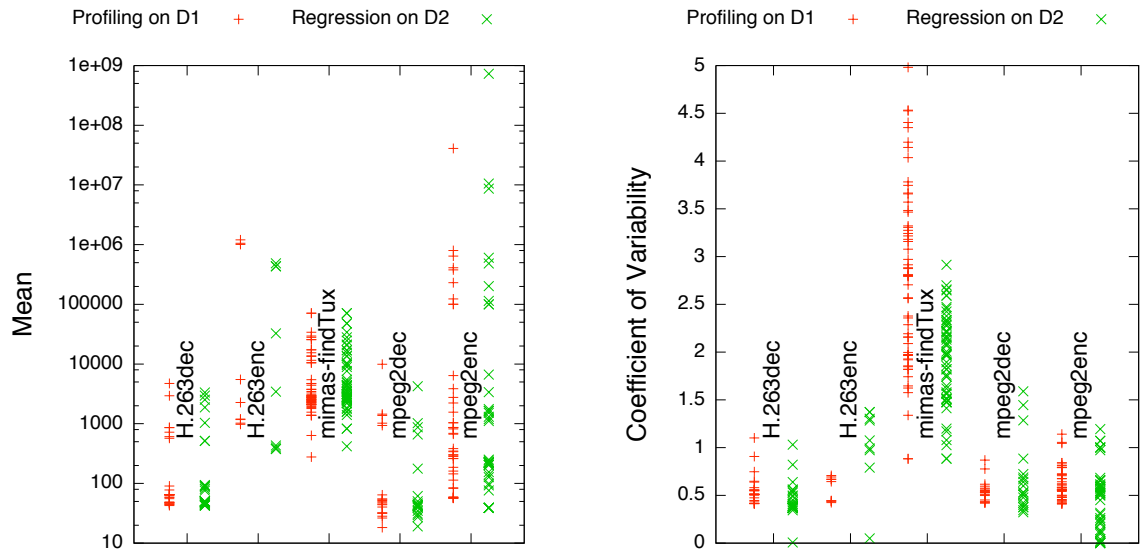 Profiling on D1
Regression on D2
Mean
1e+09
1e+08
1e+07
1e+06
100000
10000
1000
100
10
H.263dec
H.263enc
mimas-findTux
mpeg2dec
mpeg2enc
Profiling on D1
Regression on D2
Coefficient of Variability
5
4.5
4
3.5
3
2.5
2
1.5
1
0.5
0
H.263dec
H.263enc
mimas-findTux
mpeg2dec
mpeg2enc